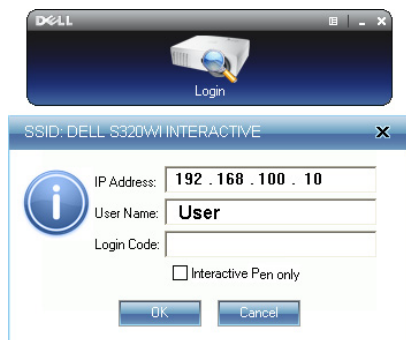 DELL
Login
SSID: DELL S320WI INTERACTIVE
IP Address: 192 . 168 . 100 . 10
User Name: User
Login Code:
Interactive Pen only
OK Cancel